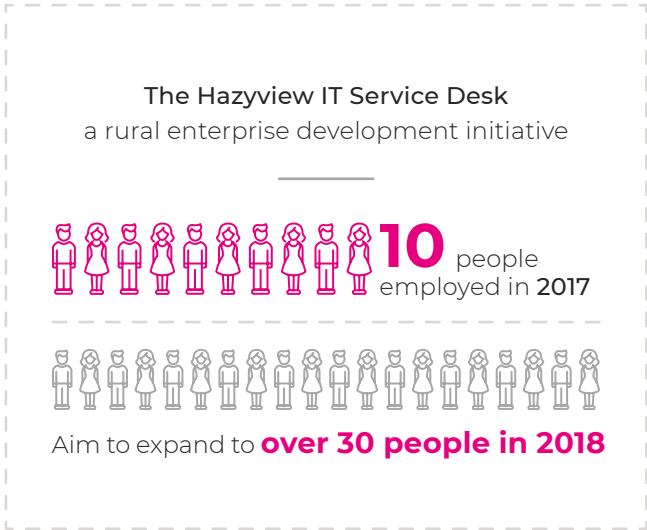 The Hazyview IT Service Desk
a rural enterprise development initiative
10 people
employed in 2017
Aim to expand to over 30 people in 2018